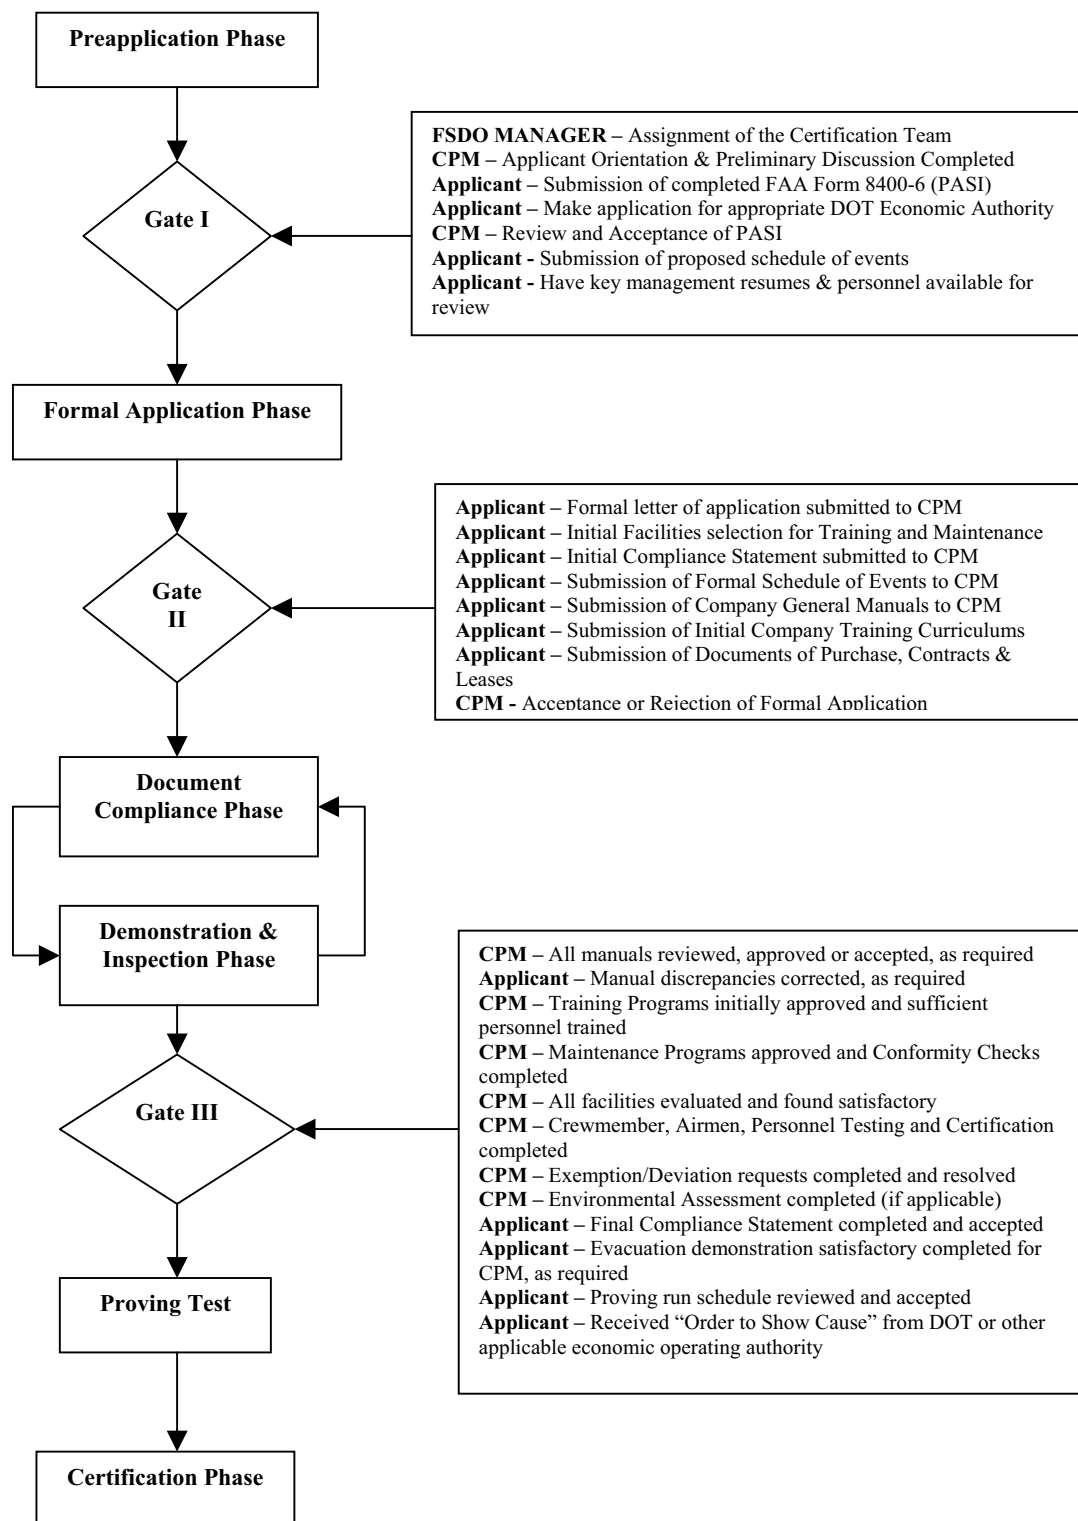 Preapplication Phase
FSDO MANAGER – Assignment of the Certification Team
CPM – Applicant Orientation & Preliminary Discussion Completed
Applicant – Submission of completed FAA Form 8400-6 (PASI)
Applicant – Make application for appropriate DOT Economic Authority
CPM – Review and Acceptance of PASI
Applicant - Submission of proposed schedule of events
Applicant - Have key management resumes & personnel available for
review
Gate I
Formal Application Phase
Applicant – Formal letter of application submitted to CPM
Applicant – Initial Facilities selection for Training and Maintenance
Applicant – Initial Compliance Statement submitted to CPM
Applicant – Submission of Formal Schedule of Events to CPM
Applicant – Submission of Company General Manuals to CPM
Applicant – Submission of Initial Company Training Curriculums
Applicant – Submission of Documents of Purchase, Contracts &
Leases
CPM - Acceptance or Rejection of Formal Application
Gate
II
Document
Compliance Phase
Demonstration &
Inspection Phase
CPM – All manuals reviewed, approved or accepted, as required
Applicant – Manual discrepancies corrected, as required
CPM – Training Programs initially approved and sufficient
personnel trained
CPM – Maintenance Programs approved and Conformity Checks
completed
CPM – All facilities evaluated and found satisfactory
CPM – Crewmember, Airmen, Personnel Testing and Certification
completed
CPM – Exemption/Deviation requests completed and resolved
CPM – Environmental Assessment completed (if applicable)
Applicant – Final Compliance Statement completed and accepted
Applicant – Evacuation demonstration satisfactory completed for
CPM, as required
Applicant – Proving run schedule reviewed and accepted
Applicant – Received “Order to Show Cause” from DOT or other
applicable economic operating authority
Gate III
Proving Test
Certification Phase